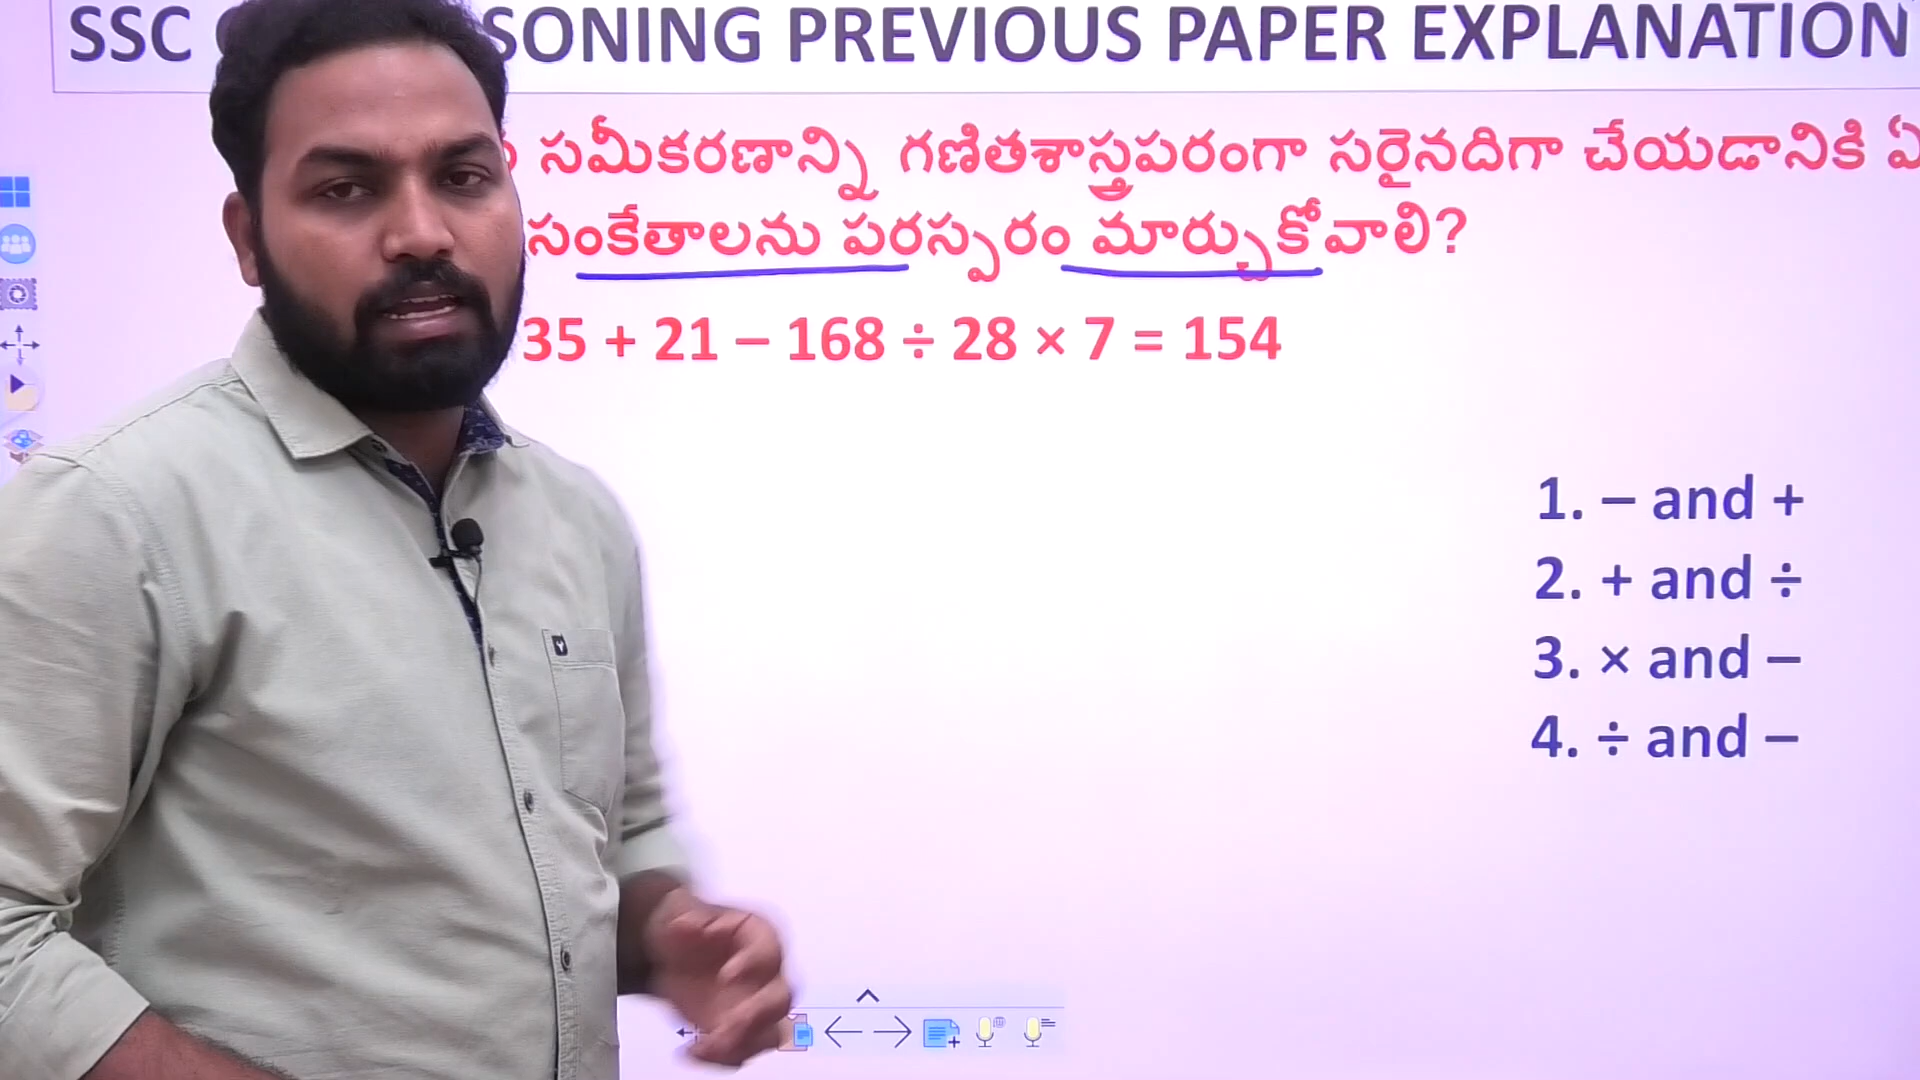 SSC SONING PREVIOUS PAPER EXPLANATION
సమీకరణాన్ని గణితశాస్త్రపరంగా సరైనదిగా చేయడానికి ఏ
సంకేతాలను పరస్పరం మార్చుకోవాలి?
35 + 21 – 168 ÷ 28 × 7 = 154
1. – and +
2. + and ÷
3. × and –
4. ÷ and –